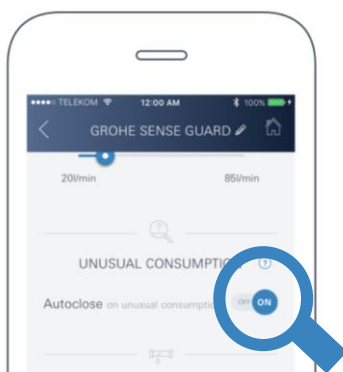 TELEKOM 12:00 AM 100%
GROHE SENSE GUARD
20l/min 85l/min
UNUSUAL CONSUMPTION ?
Autoclose on unusual consumption OFF ON